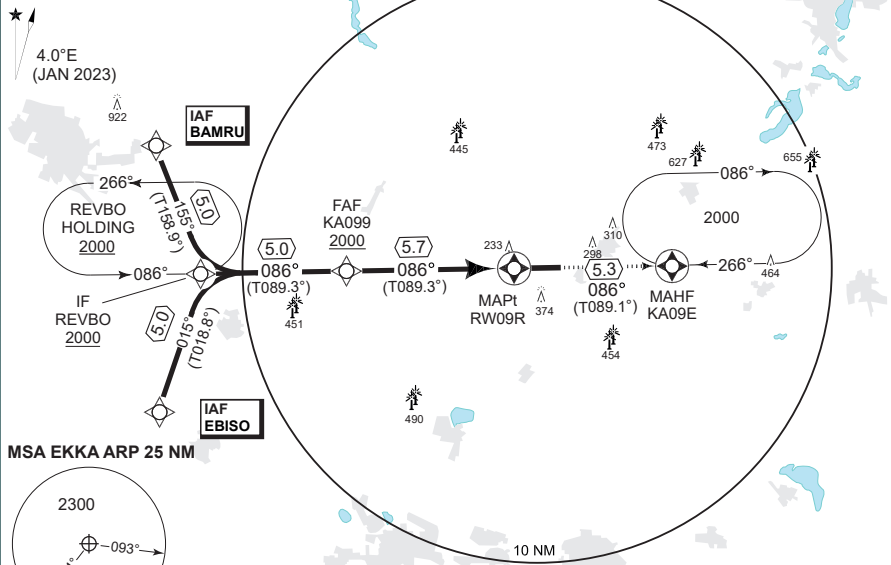 4.0°E
(JAN 2023)
922
IAF
BAMRU
445
473
627
655
266°
155°
(T158.9°)
5.0
REVBO
HOLDING
2000
086°
IF
REVBO
2000
5.0
015°
(T018.8°)
IAF
EBISO
5.0
086°
(T089.3°)
451
FAF
KA099
2000
5.7
086°
(T089.3°)
233
MAPt
RW09R
374
310
298
5.3
086°
(T089.1°)
454
MAHF
KA09E
086°
2000
266°
464
490
MSA EKKA ARP 25 NM
2300
093°
10 NM